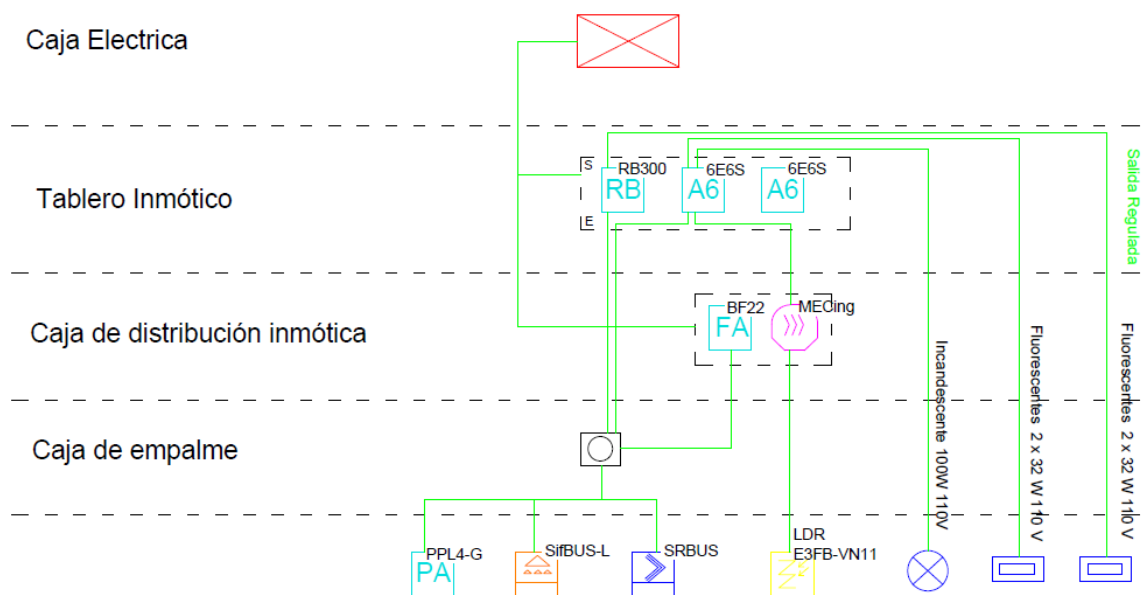 Caja Electrica
Tablero Inmótico
S
RB300
RB
6E6S
A6
6E6S
A6
E
Salida Regulada
Caja de distribución inmótica
BF22
FA
MECing
Incandescente 100W 110V
Fluorescentes 2 x 32 W 110 V
Fluorescentes 2 x 32 W 110 V
Caja de empalme
PPL4-G
PA
SifBUS-L
SRBUS
LDR
E3FB-VN11